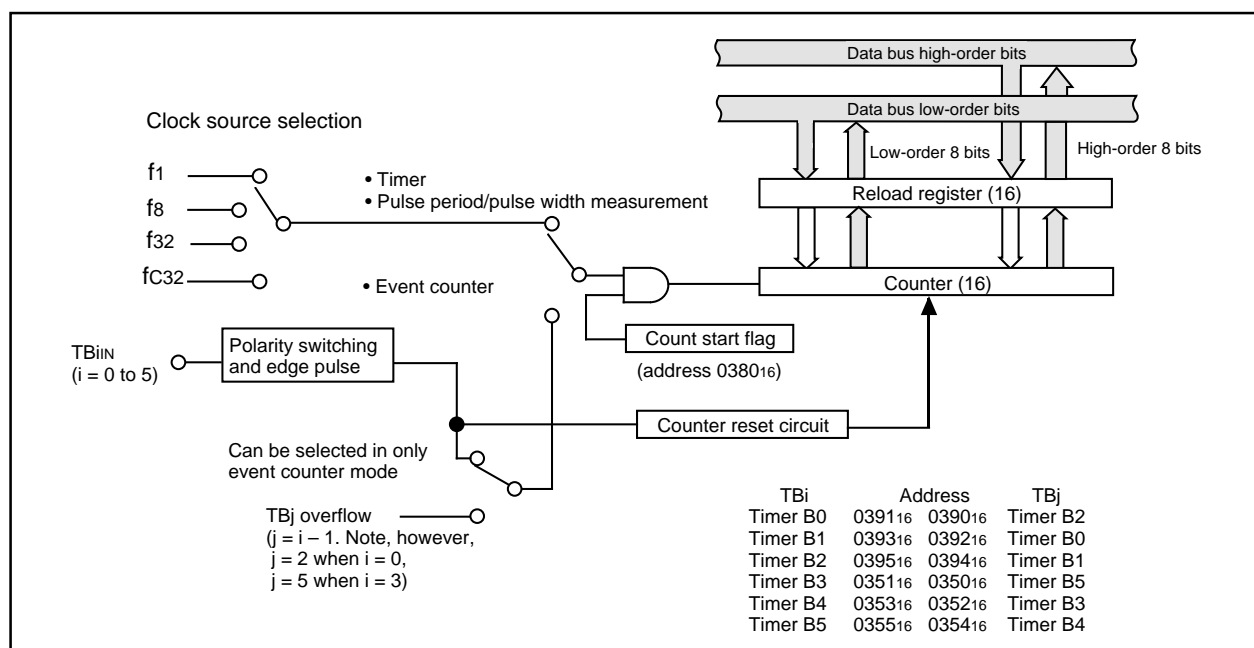 Data bus high-order bits
Data bus low-order bits
Clock source selection
Low-order 8 bits
High-order 8 bits
f1
• Timer
Reload register (16)
• Pulse period/pulse width measurement
f8
f32
fC32
• Event counter
Counter (16)
TBiIN
(i = 0 to 5)
Polarity switching
and edge pulse
Count start flag
(address 038016)
Counter reset circuit
Can be selected in only
event counter mode
TBj overflow
(j = i – 1. Note, however,
j = 2 when i = 0,
j = 5 when i = 3)
TBi Address TBj
Timer B0 039116 039016 Timer B2
Timer B1 039316 039216 Timer B0
Timer B2 039516 039416 Timer B1
Timer B3 035116 035016 Timer B5
Timer B4 035316 035216 Timer B3
Timer B5 035516 035416 Timer B4